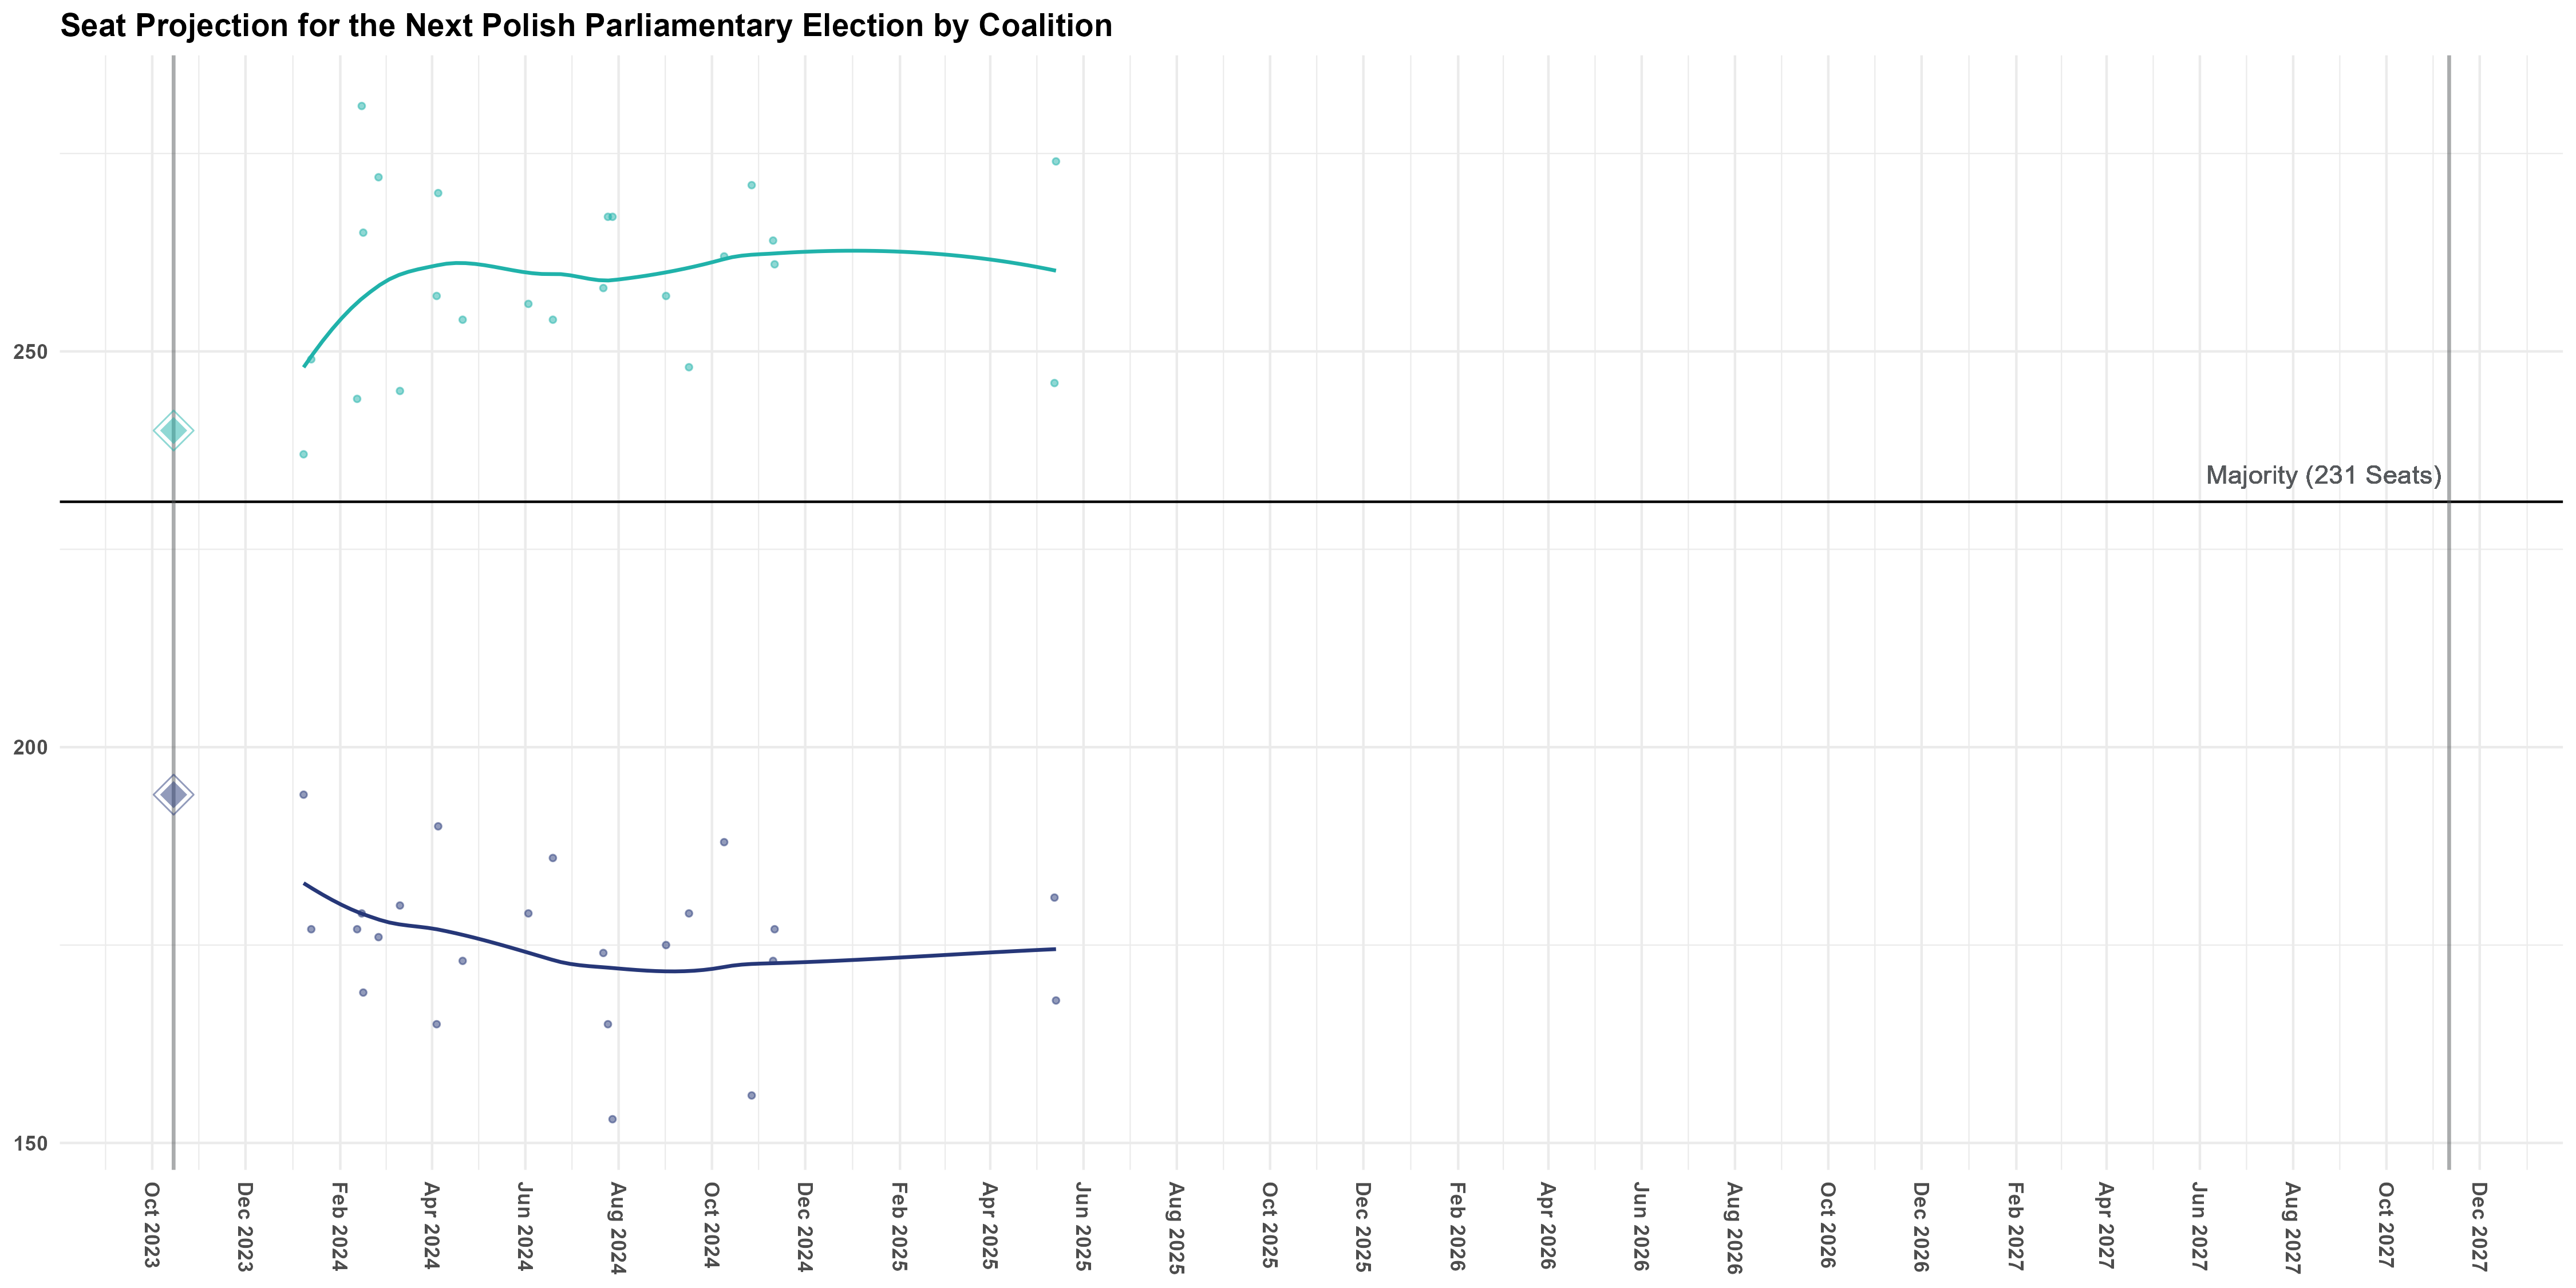 Seat Projection for the Next Polish Parliamentary Election by Coalition
250
Majority (231 Seats)
200
150
Oct 2023
Dec 2023
Feb 2024
Apr 2024
Jun 2024
Aug 2024
Oct 2024
Dec 2024
Feb 2025
Apr 2025
Jun 2025
Aug 2025
Oct 2025
Dec 2025
Feb 2026
Apr 2026
Jun 2026
Aug 2026
Oct 2026
Dec 2026
Feb 2027
Apr 2027
Jun 2027
Aug 2027
Oct 2027
Dec 2027